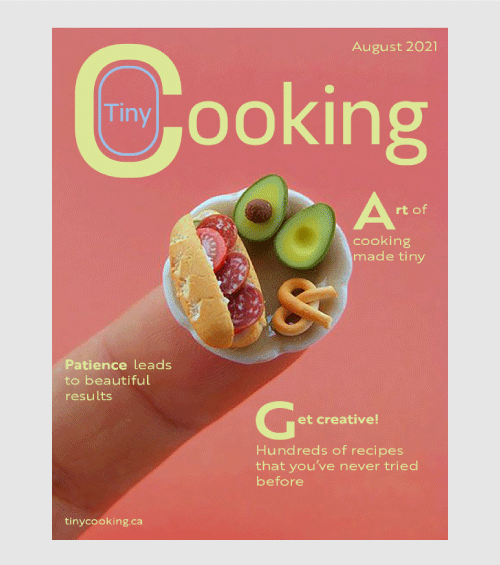 August 2021
Tiny
Cooking
Art of
cooking
made tiny
Patience leads
to beautiful
results
Get creative!
Hundreds of recipes
that you've never tried
before
tinycooking.ca